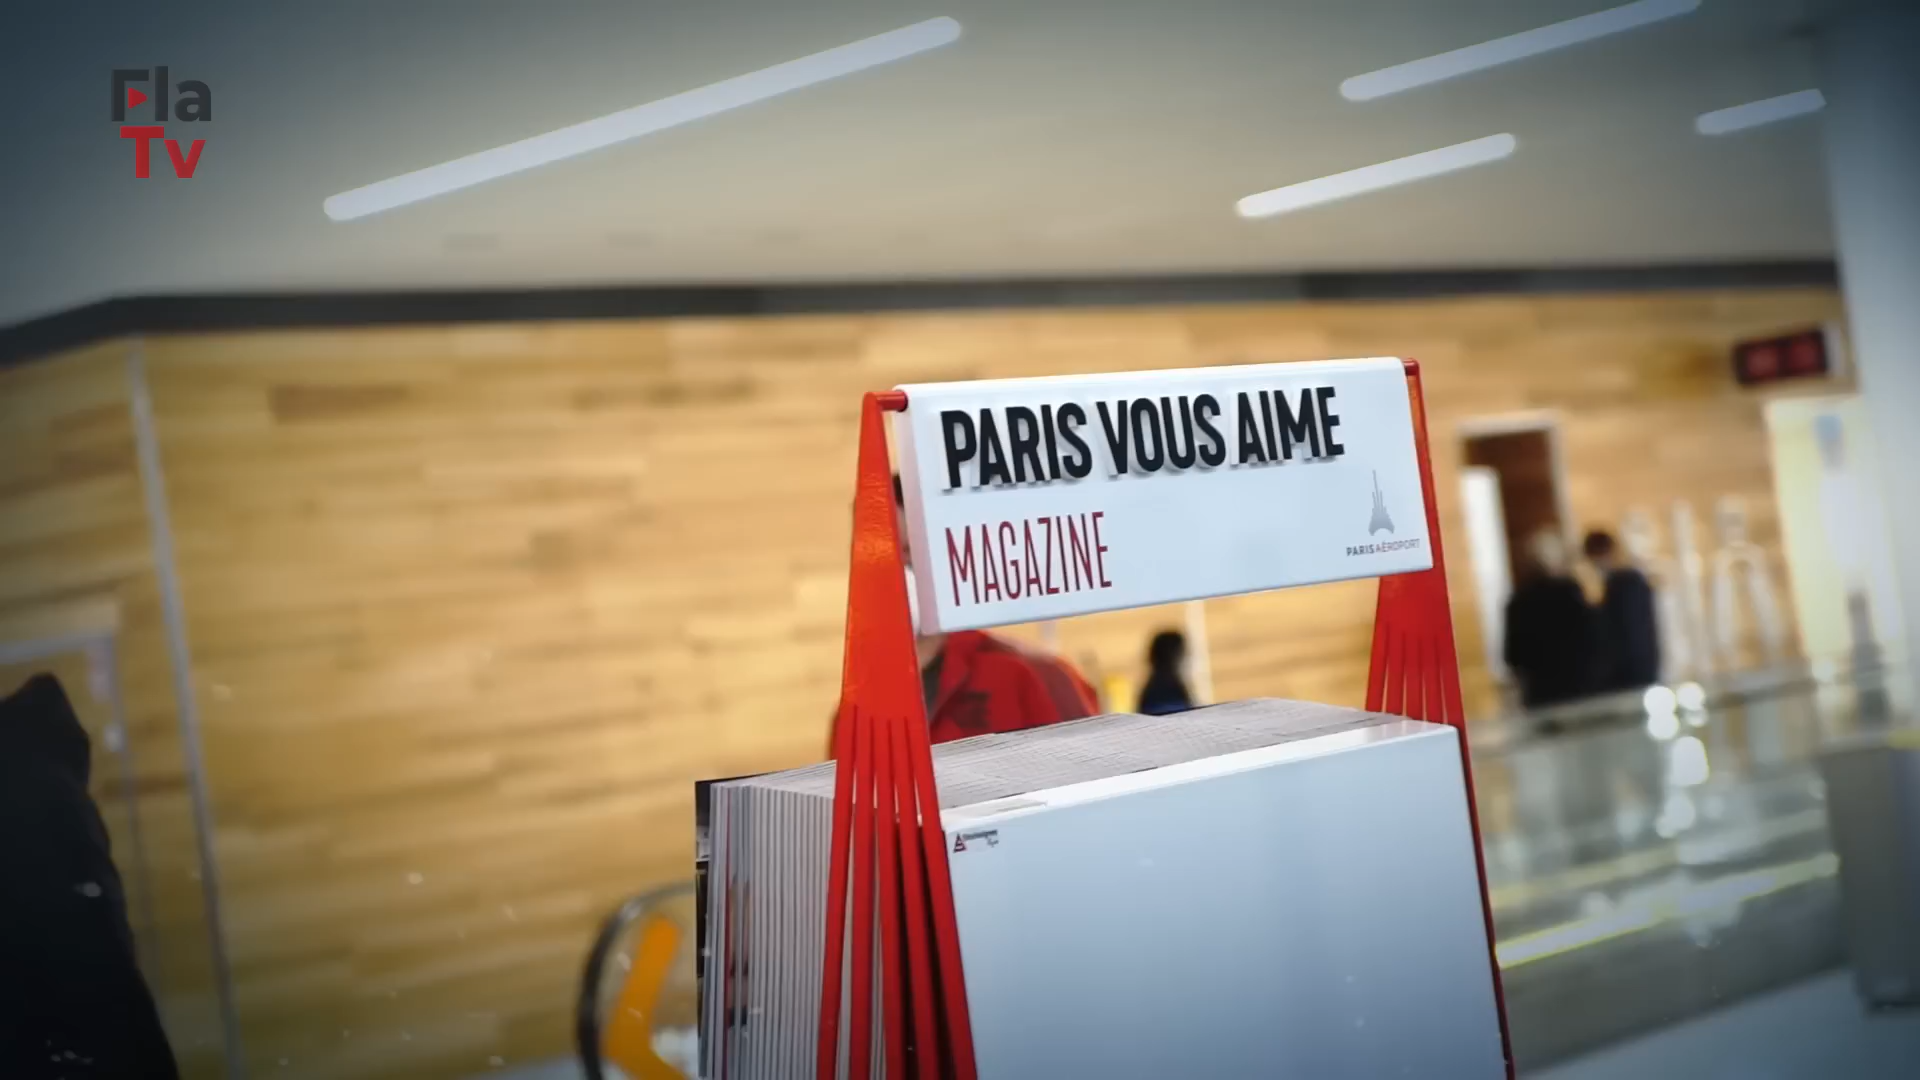 Fla
Tv
PARIS VOUS AIME
MAGAZINE
PARIS AÉROPORT